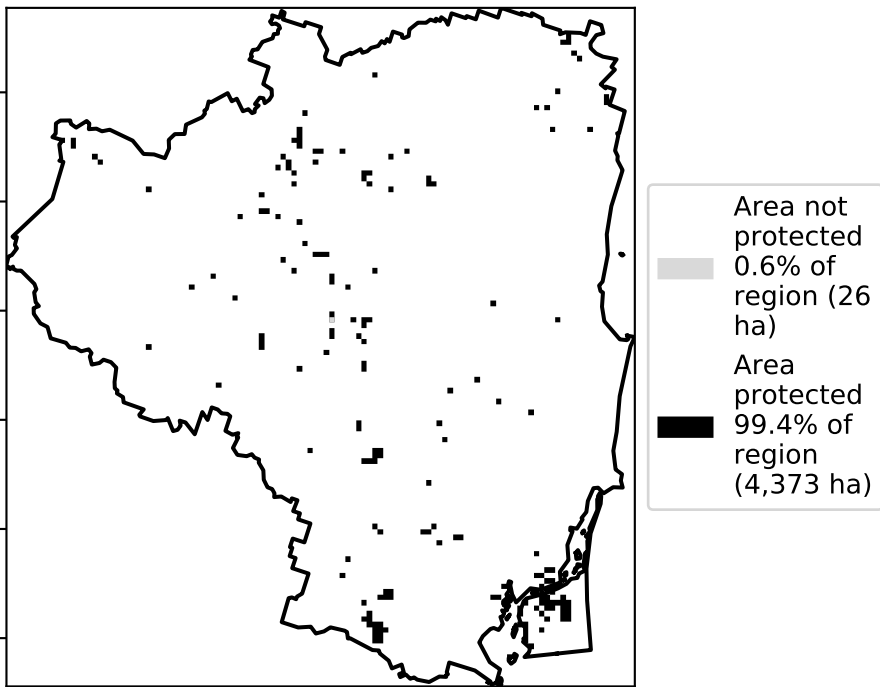 Area not
protected
0.6% of
region (26
ha)
Area
protected
99.4% of
region
(4,373 ha)